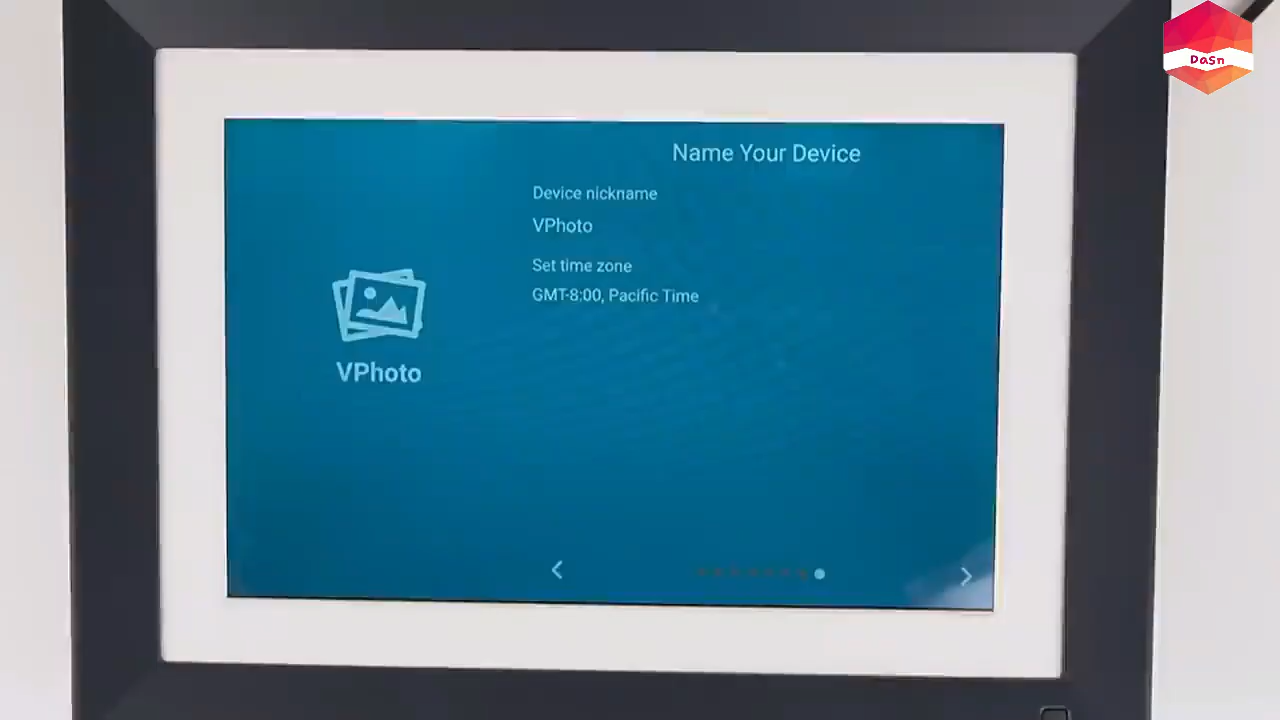 DaSn
Name Your Device
Device nickname
VPhoto
Set time zone
GMT-8:00, Pacific Time
VPhoto